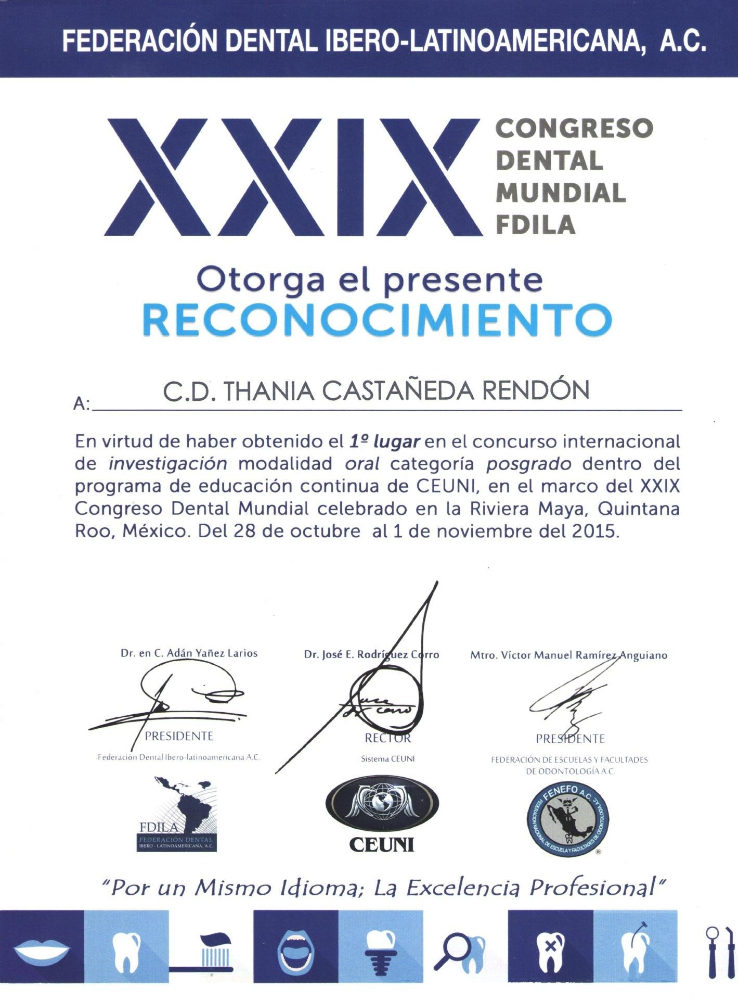 FEDERACIÓN DENTAL IBERO-LATINOAMERICANA, A.C.
XXIX
CONGRESO
DENTAL
MUNDIAL
FDILA
Otorga el presente
RECONOCIMIENTO
A: C.D. THANIA CASTAÑEDA RENDÓN
En virtud de haber obtenido el 1º lugar en el concurso internacional
de investigación modalidad oral categoría posgrado dentro del
programa de educación continua de CEUNI, en el marco del XXIX
Congreso Dental Mundial celebrado en la Riviera Maya, Quintana
Roo, México. Del 28 de octubre al 1 de noviembre del 2015.
Dr. en C. Adán Yañez Larios
PRESIDENTE
Federación Dental Ibero-latinoamericana A.C.
FDILA
FEDERACIÓN DENTAL
IBERO - LATINOAMERICANA, A.C.
Dr. José E. Rodríguez Corro
RECTOR
Sistema CEUNI
CEUNI
Mtro. Víctor Manuel Ramírez Anguiano
PRESIDENTE
FEDERACIÓN DE ESCUELAS Y FACULTADES
DE ODONTOLOGÍA A.C.
FENEFO A.C.
FEDERACION NACIONAL DE ESCUELA Y FACULTADES DE ODONTOLOGIA A.C.
®
"Por un Mismo Idioma; La Excelencia Profesional"